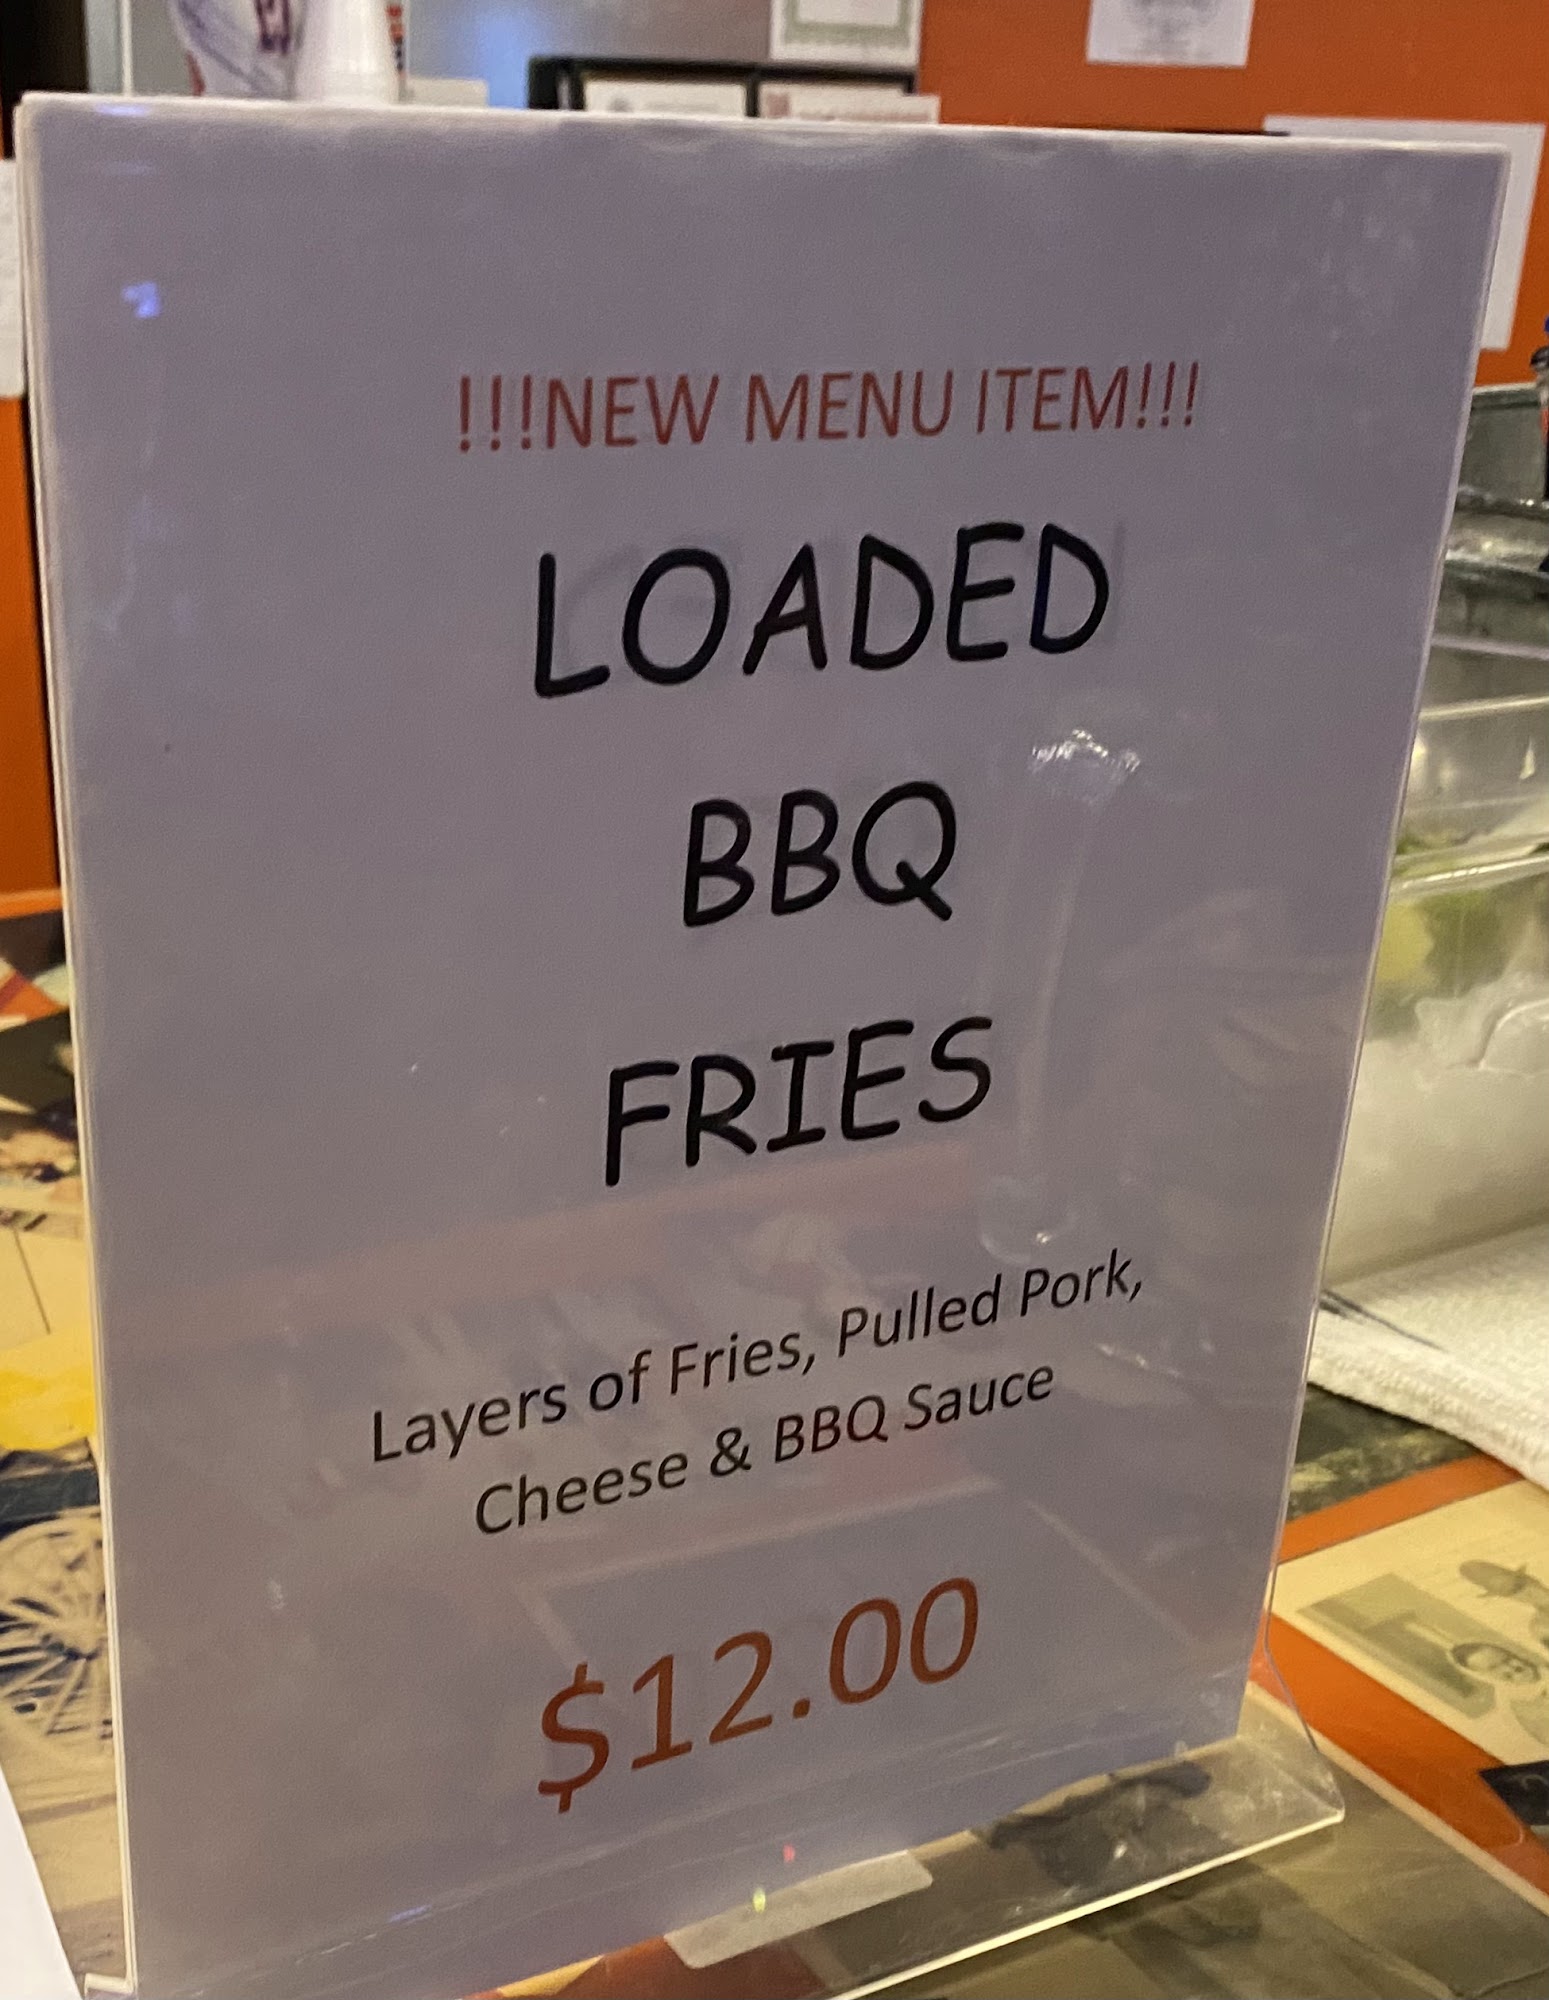 !!!NEW MENU ITEM!!!
LOADED
BBQ
FRIES
Layers of Fries, Pulled Pork,
Cheese & BBQ Sauce
$12.00